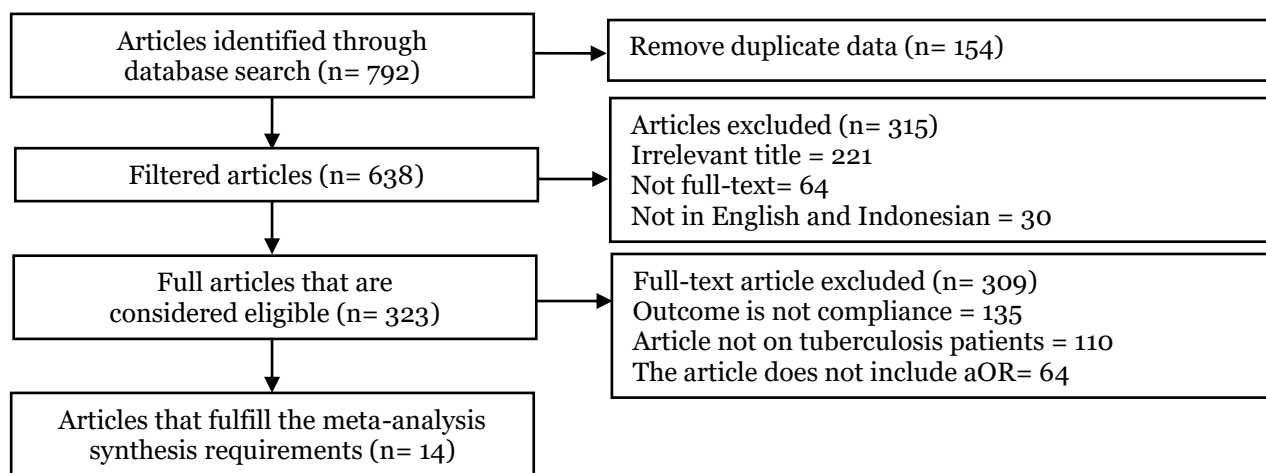 Articles identified through
database search (n= 792)
Remove duplicate data (n= 154)
Filtered articles (n= 638)
Articles excluded (n= 315)
Irrelevant title = 221
Not full-text= 64
Not in English and Indonesian = 30
Full articles that are
considered eligible (n= 323)
Full-text article excluded (n= 309)
Outcome is not compliance = 135
Article not on tuberculosis patients = 110
The article does not include aOR= 64
Articles that fulfill the meta-analysis
synthesis requirements (n= 14)